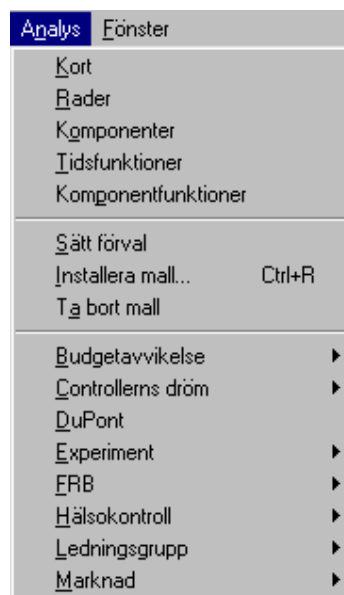 Analys Fönster
Kort
Rader
Komponenter
Tidsfunktioner
Komponentfunktioner
Sätt förval
Installera mall... Ctrl+R
Ta bort mall
Budgetavvikelse
Controllerns dröm
DuPont
Experiment
FRB
Hälsokontroll
Ledningsgrupp
Marknad